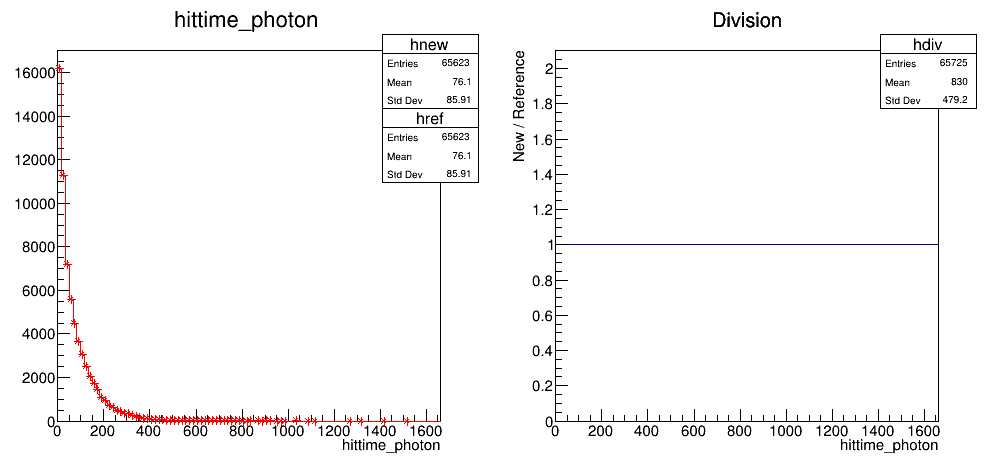 hittime_photon
hnew
Entries 65623
Mean 76.1
Std Dev 85.91
href
Entries 65623
Mean 76.1
Std Dev 85.91
16000
14000
12000
10000
8000
6000
4000
2000
0
0 200 400 600 800 1000 1200 1400 1600
hittime_photon
Division
hdiv
Entries 65725
Mean 830
Std Dev 479.2
New / Reference
2
1.8
1.6
1.4
1.2
1
0.8
0.6
0.4
0.2
0
0 200 400 600 800 1000 1200 1400 1600
hittime_photon